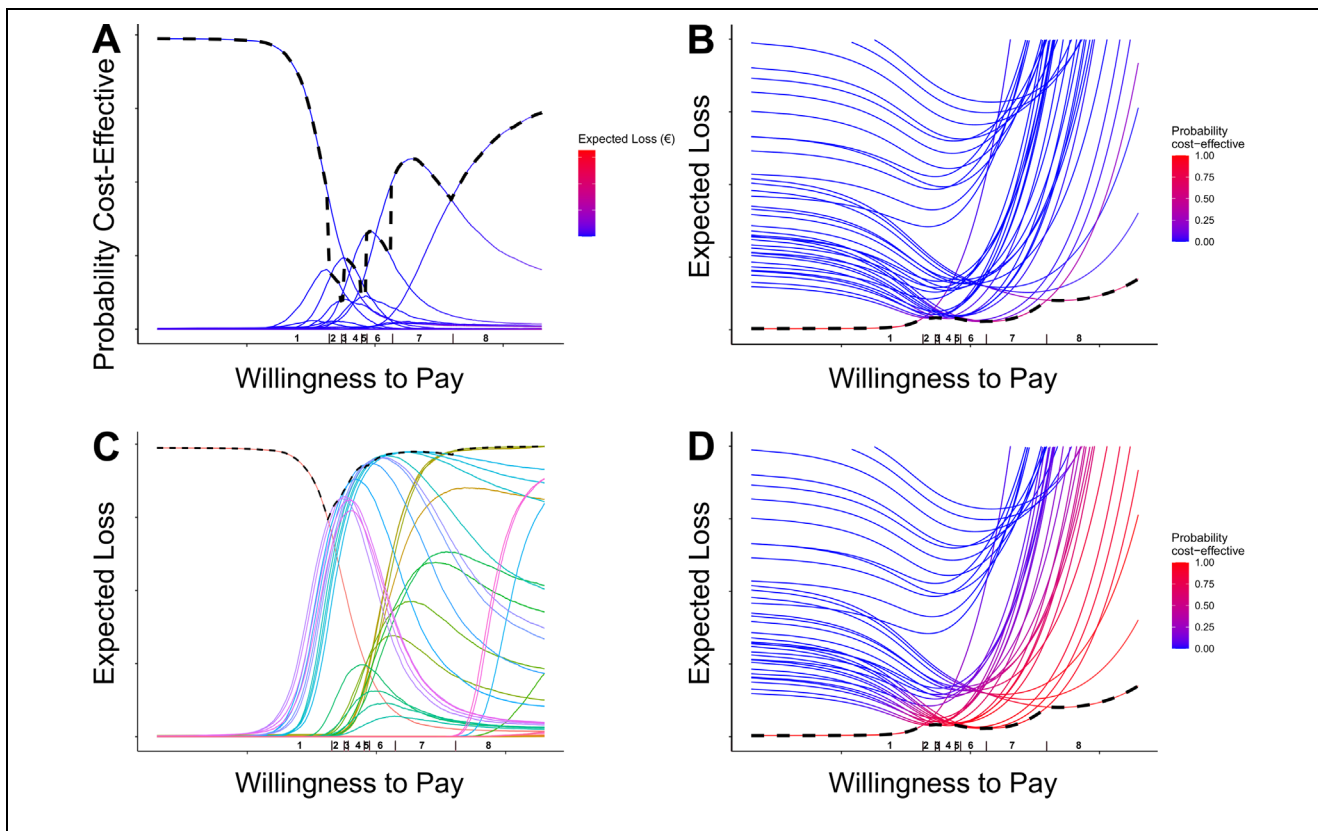 A
Probability Cost-Effective
Expected Loss (€)
1 2 3 4 5 6 7 8
Willingness to Pay
B
Expected Loss
Probability
cost-effective
1.00
0.75
0.50
0.25
0.00
1 2 3 4 5 6 7 8
Willingness to Pay
C
Expected Loss
1 2 3 4 5 6 7 8
Willingness to Pay
D
Expected Loss
Probability
cost-effective
1.00
0.75
0.50
0.25
0.00
1 2 3 4 5 6 7 8
Willingness to Pay